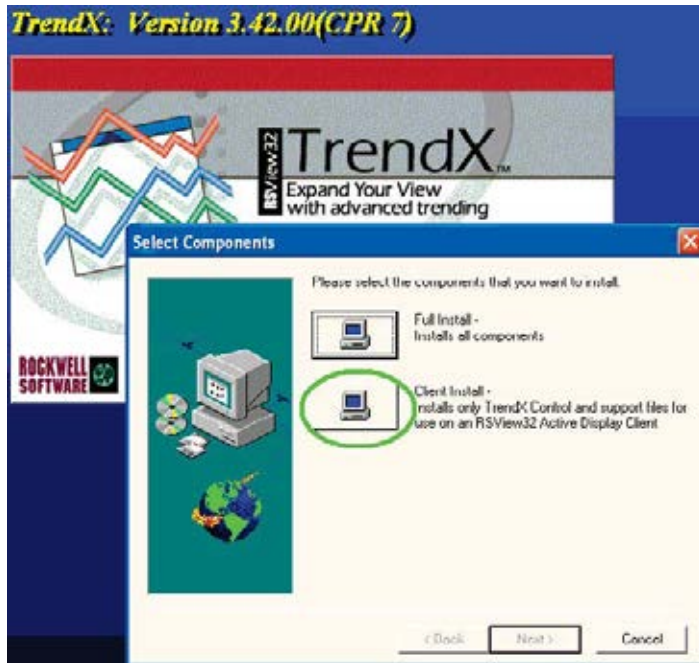 TrendX: Version 3.42.00(CPR 7)
RSView32
TrendX™
Expand Your View
with advanced trending
ROCKWELL
SOFTWARE
Select Components
Please select the components that you want to install.
Full Install -
Installs all components
Client Install -
Installs only TrendX Control and support files for
use on an RSView32 Active Display Client
< Back
Next >
Cancel